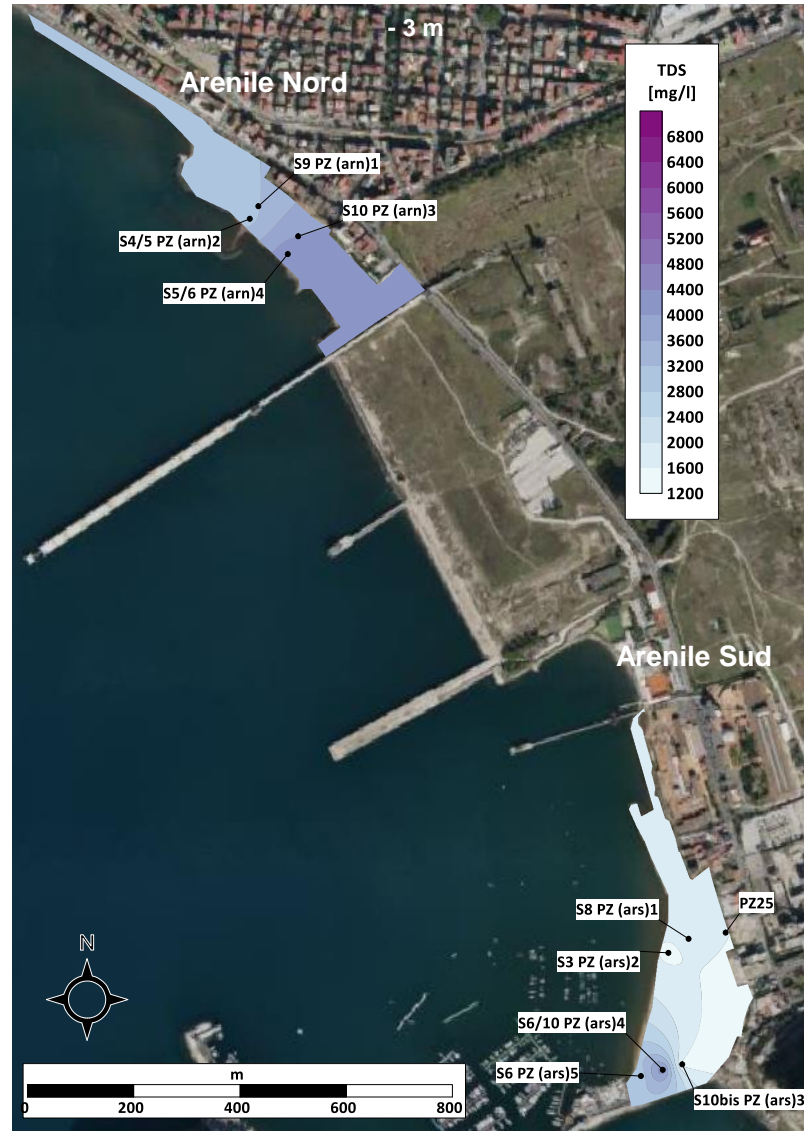 - 3 m
Arenile Nord
TDS
[mg/l]
6800
6400
6000
5600
5200
4800
4400
4000
3600
3200
2800
2400
2000
1600
1200
S9 PZ (arn)1
S10 PZ (arn)3
S4/5 PZ (arn)2
S5/6 PZ (arn)4
Arenile Sud
S8 PZ (ars)1
PZ25
S3 PZ (ars)2
S6/10 PZ (ars)4
S6 PZ (ars)5
S10bis PZ (ars)3
N
m
0 200 400 600 800